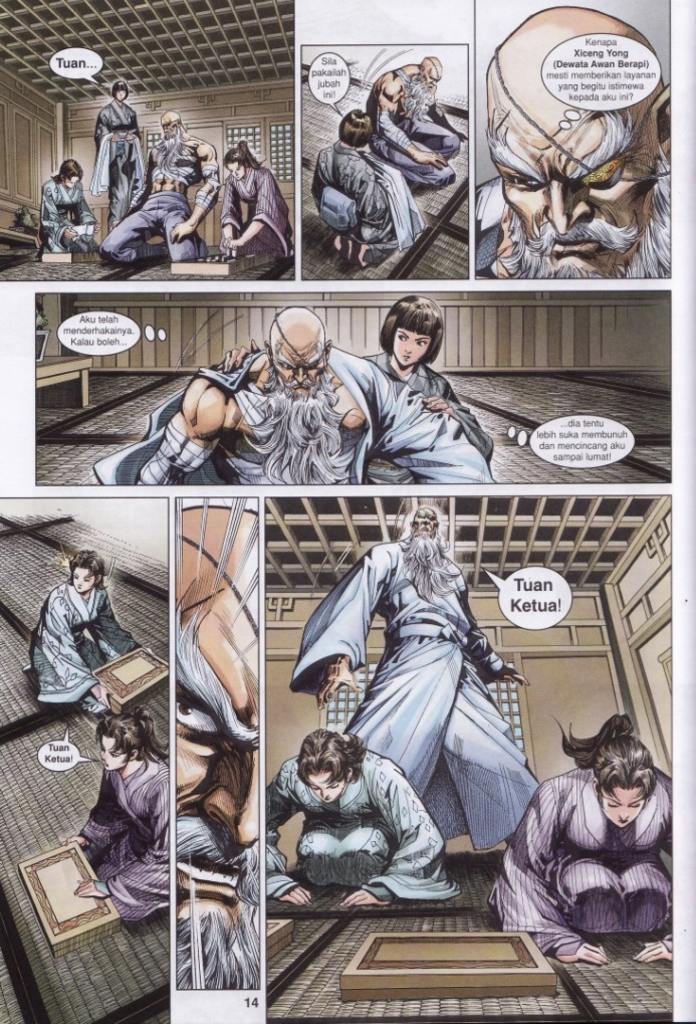 Tuan...
Sila
pakailah
jubah
ini!
Kenapa
Xiceng Yong
(Dewata Awan Berapi)
mesti memberikan layanan
yang begitu istimewa
kepada aku ini?
Aku telah
menderhakainya.
Kalau boleh...
...dia tentu
lebih suka membunuh
dan mencincang aku
sampai lumat!
Tuan
Ketua!
Tuan
Ketua!
14